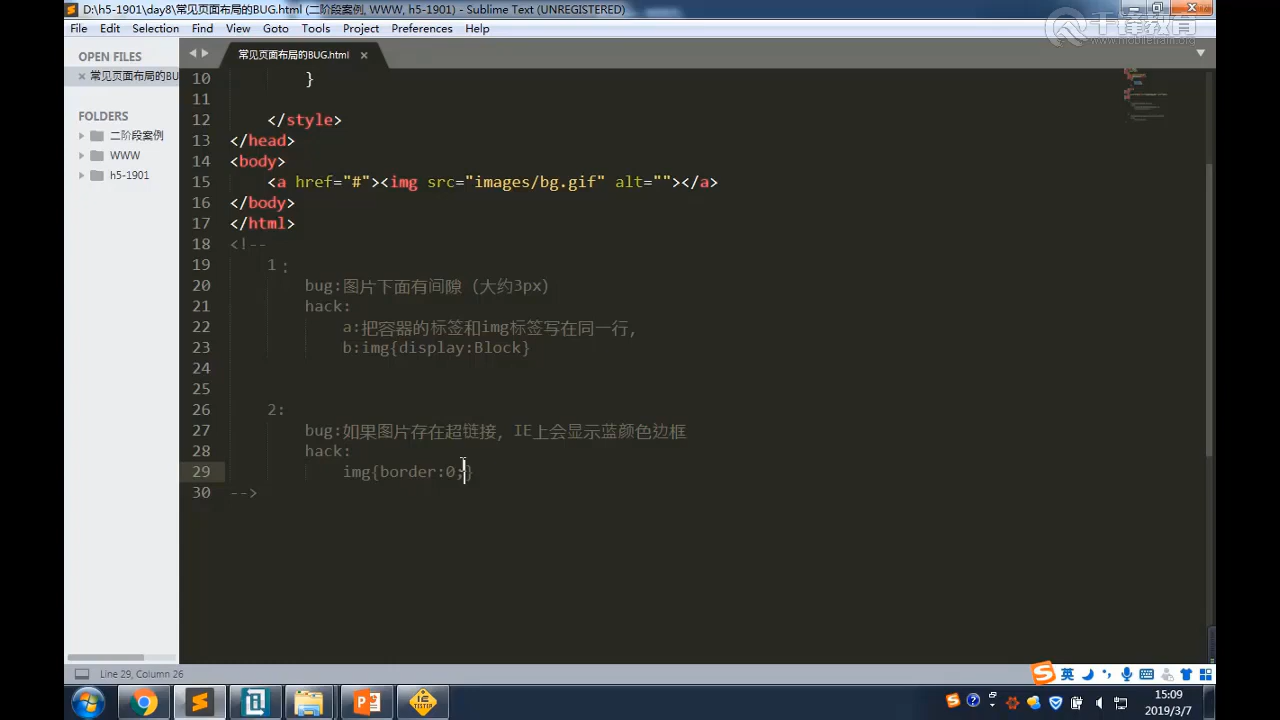 D:\h5-1901\day8\常见页面布局的BUG.html (二阶段案例, WWW, h5-1901) - Sublime Text (UNREGISTERED)
千锋教育
www.mobiletrain.org
File Edit Selection Find View Goto Tools Project Preferences Help
OPEN FILES
常见页面布局的BU
FOLDERS
二阶段案例
WWW
h5-1901
常见页面布局的BUG.html
10 }
11
12 </style>
13 </head>
14 <body>
15 <a href="#"><img src="images/bg.gif" alt=""></a>
16 </body>
17 </html>
18 <!--
19 1；
20 bug:图片下面有间隙（大约3px）
21 hack:
22 a:把容器的标签和img标签写在同一行，
23 b:img{display:Block}
24
25
26 2:
27 bug:如果图片存在超链接，IE上会显示蓝颜色边框
28 hack:
29 img{border:0;}
30 -->
Line 29, Column 26
英
15:09
2019/3/7